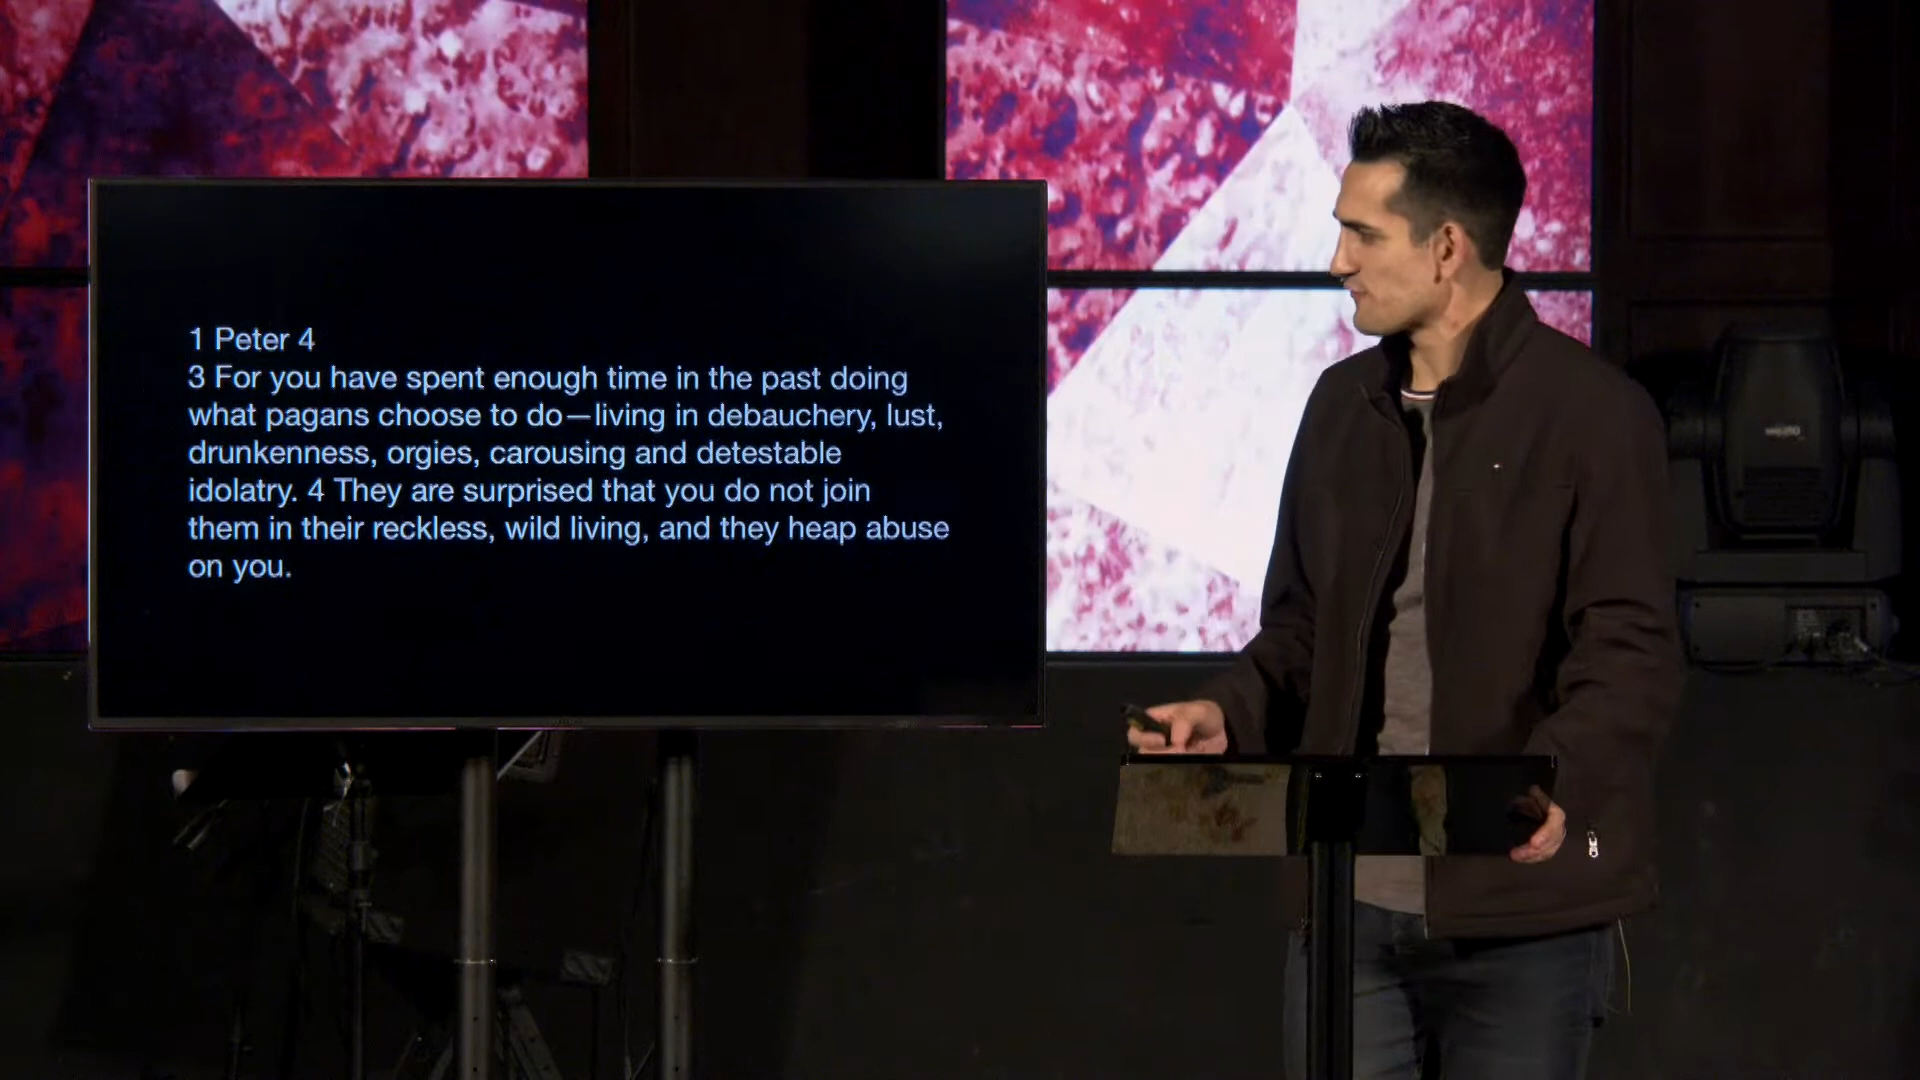 1 Peter 4
3 For you have spent enough time in the past doing
what pagans choose to do—living in debauchery, lust,
drunkenness, orgies, carousing and detestable
idolatry. 4 They are surprised that you do not join
them in their reckless, wild living, and they heap abuse
on you.